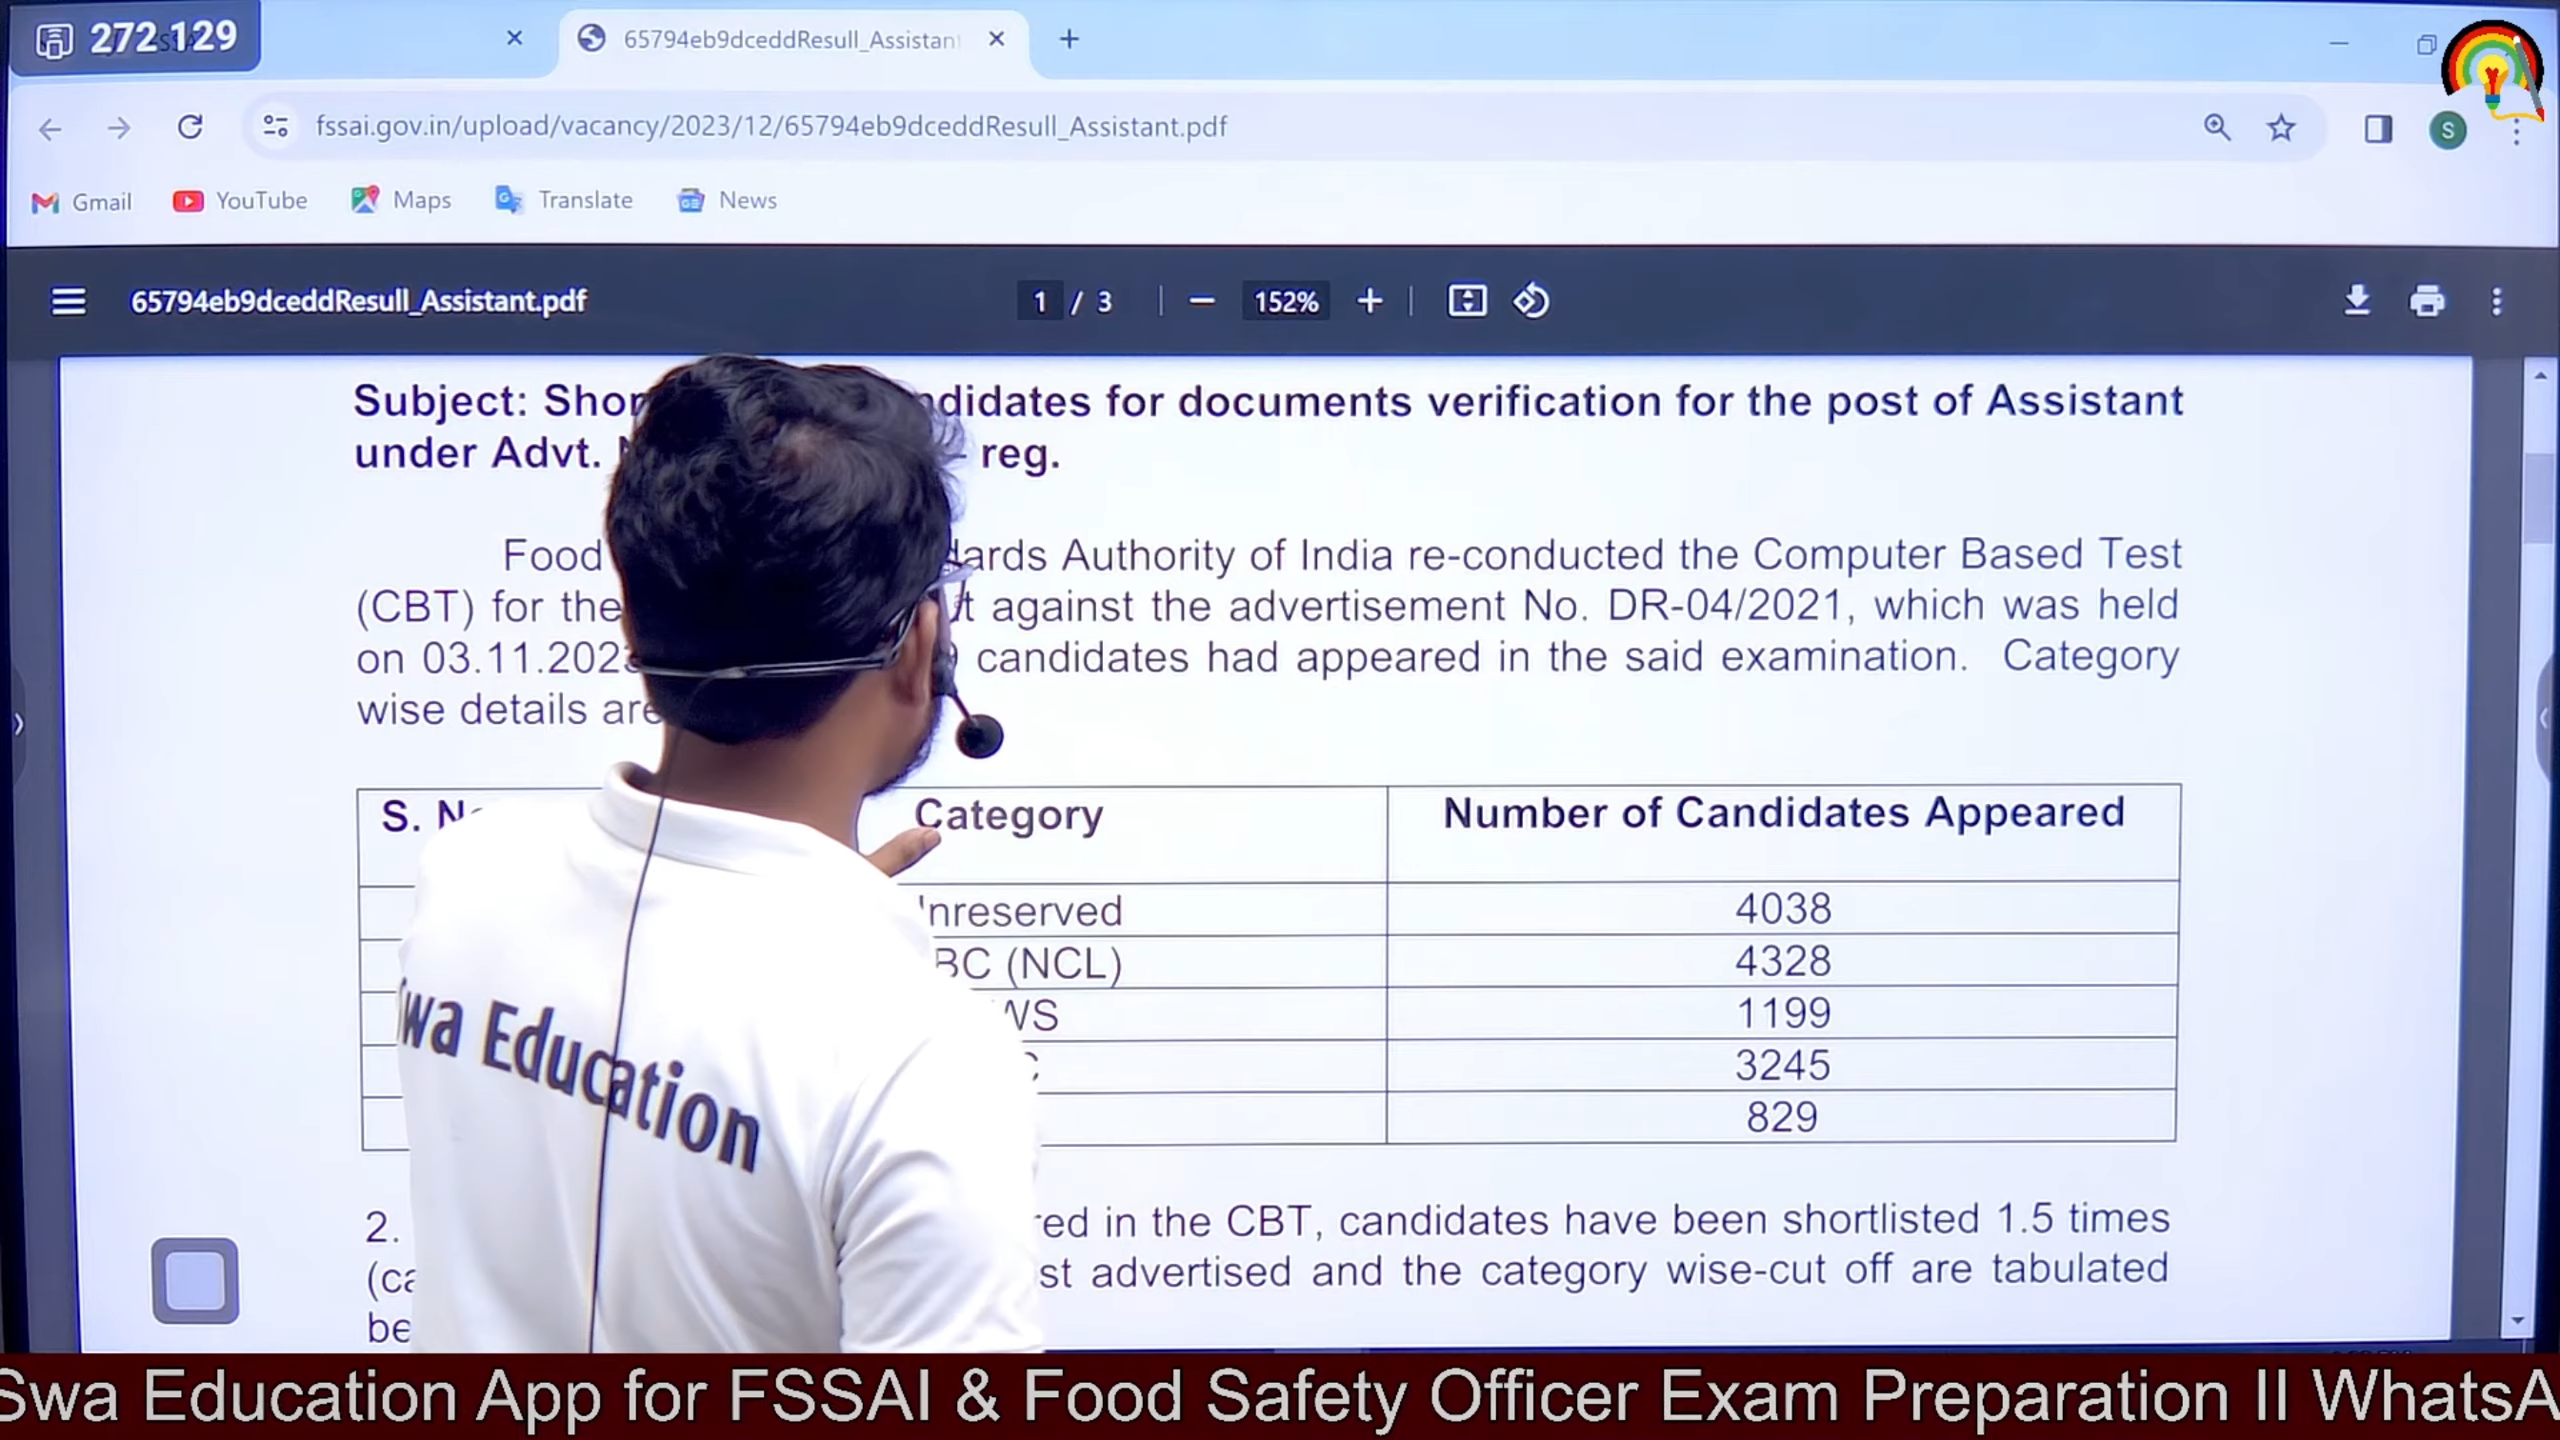 272 129
65794eb9dceddResull_Assistan
fssai.gov.in/upload/vacancy/2023/12/65794eb9dceddResull_Assistant.pdf
S
Gmail YouTube Maps Translate News
65794eb9dceddResull_Assistant.pdf 1 / 3 152%
Subject: Shor ndidates for documents verification for the post of Assistant
under Advt. reg.
Food dards Authority of India re-conducted the Computer Based Test
(CBT) for the t against the advertisement No. DR-04/2021, which was held
on 03.11.2023 9 candidates had appeared in the said examination. Category
wise details are
S. No Category Number of Candidates Appeared
Unreserved 4038
BC (NCL) 4328
WS 1199
C 3245
829
2. red in the CBT, candidates have been shortlisted 1.5 times
(ca st advertised and the category wise-cut off are tabulated
be
wa Education
Swa Education App for FSSAI & Food Safety Officer Exam Preparation II WhatsA